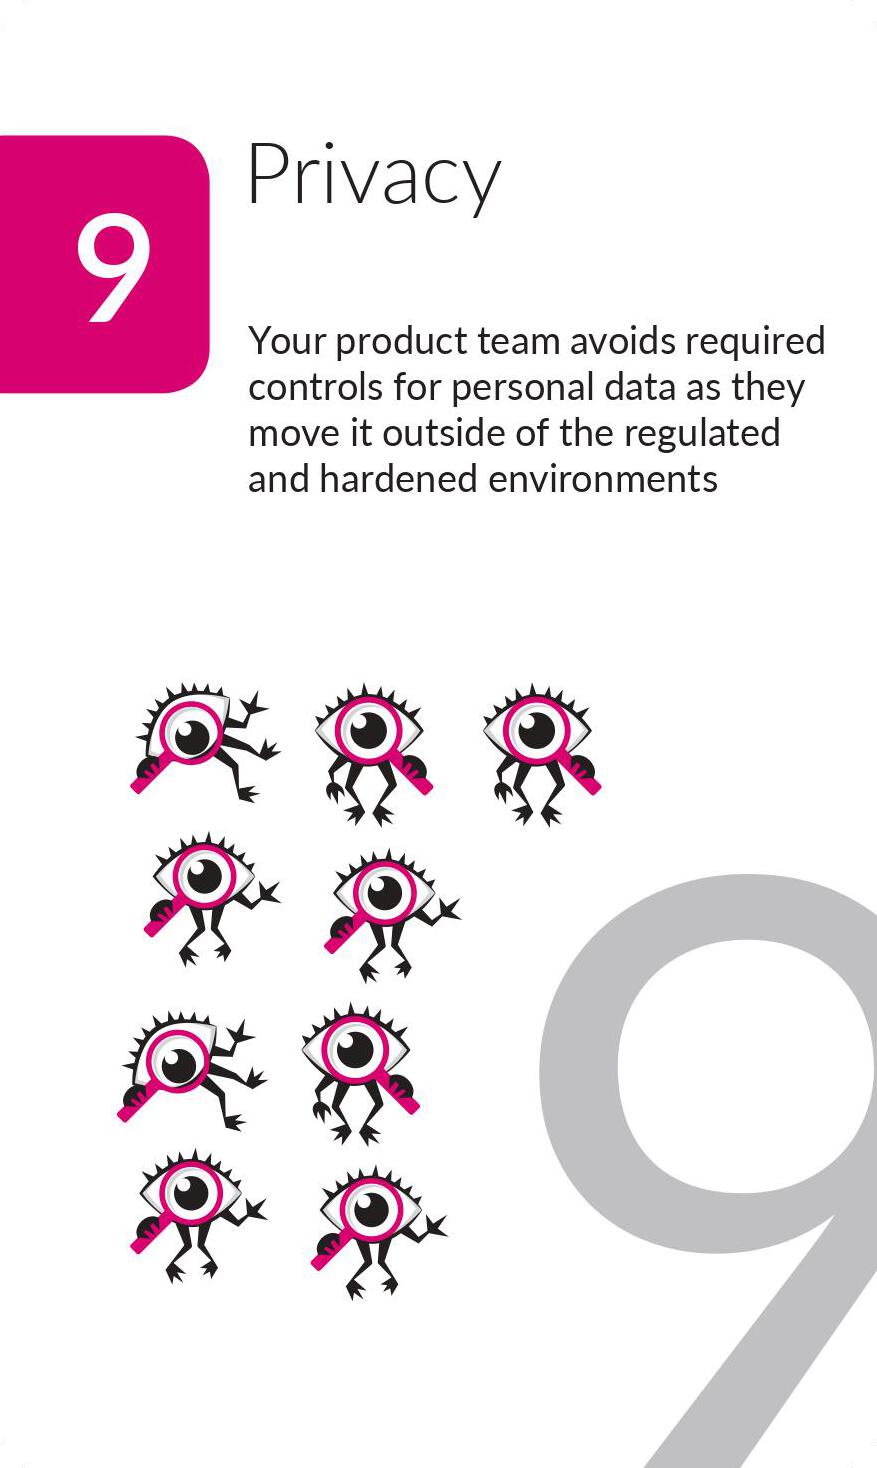 9
Privacy
Your product team avoids required
controls for personal data as they
move it outside of the regulated
and hardened environments
9